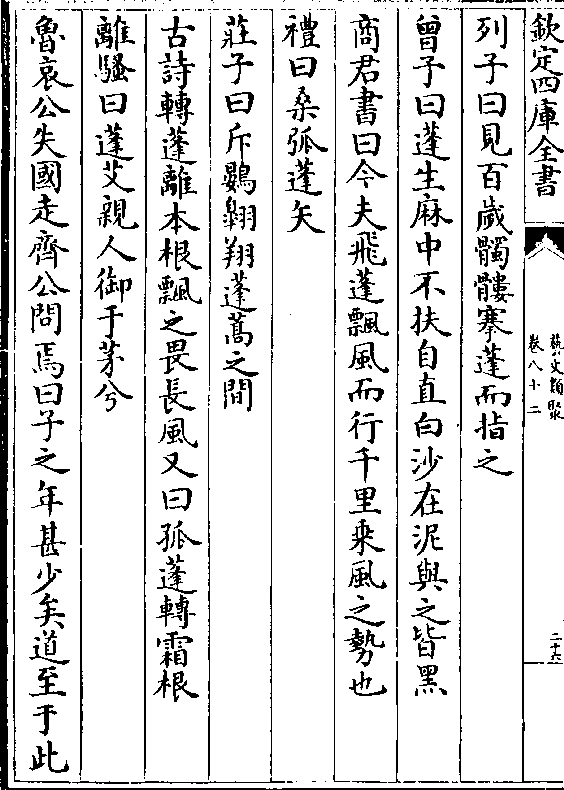 欽定四庫全書
藝文類聚
卷八十二
二十六
列子曰見百歲髑髏搴蓬而指之
曾子曰蓬生麻中不扶自直白沙在泥與之皆黑
商君書曰今夫飛蓬飄風而行千里乗風之勢也
禮曰桑弧蓬矢
莊子曰斥鷃翱翔蓬蒿之間
古詩轉蓬離本根飄之畏長風又曰孤蓬轉霜根
離騷曰蓬艾親人御于茅兮
魯哀公失國走齊公問焉曰子之年甚少矣道至于此